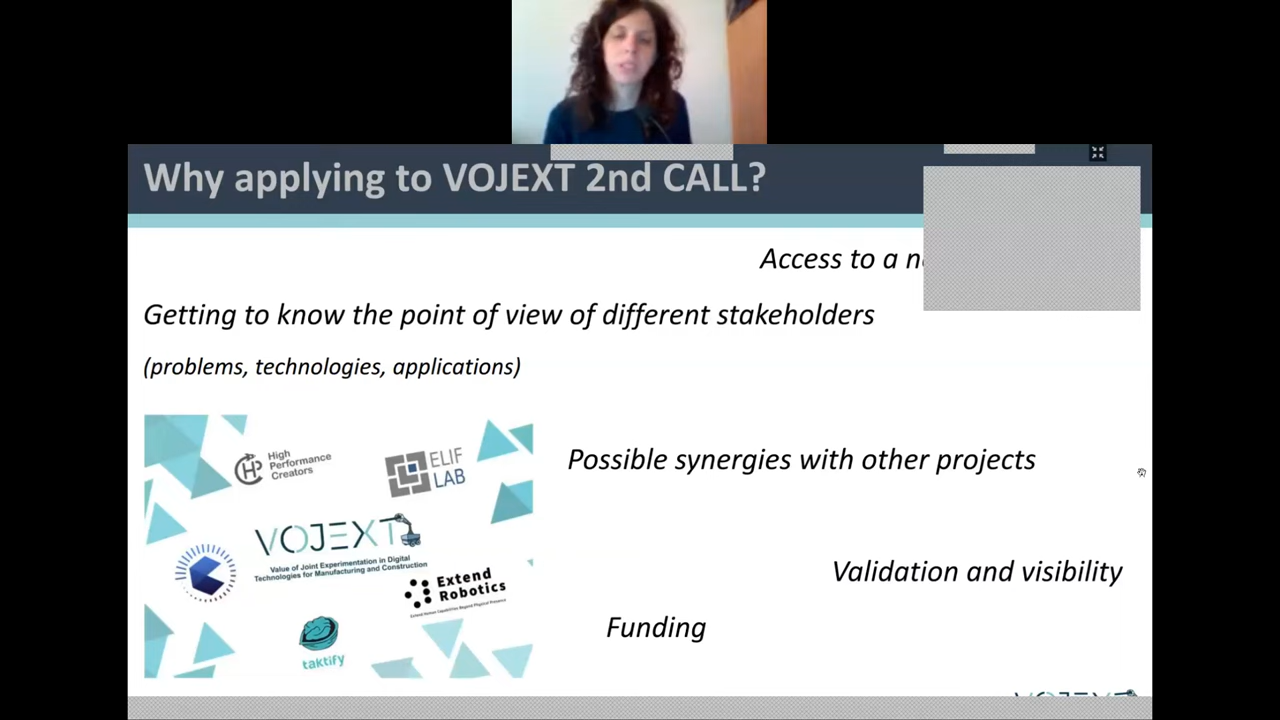 Why applying to VOJEXT 2nd CALL?
Access to a
Getting to know the point of view of different stakeholders
(problems, technologies, applications)
High
Performance
Creators
ELIF
LAB
Possible synergies with other projects
VOJEXT
Value of Joint Experimentation in Digital
Technologies for Manufacturing and Construction
Extend
Robotics
Extend Human Capabilities Beyond Physical Presence
Validation and visibility
taktify
Funding
VOJEXT